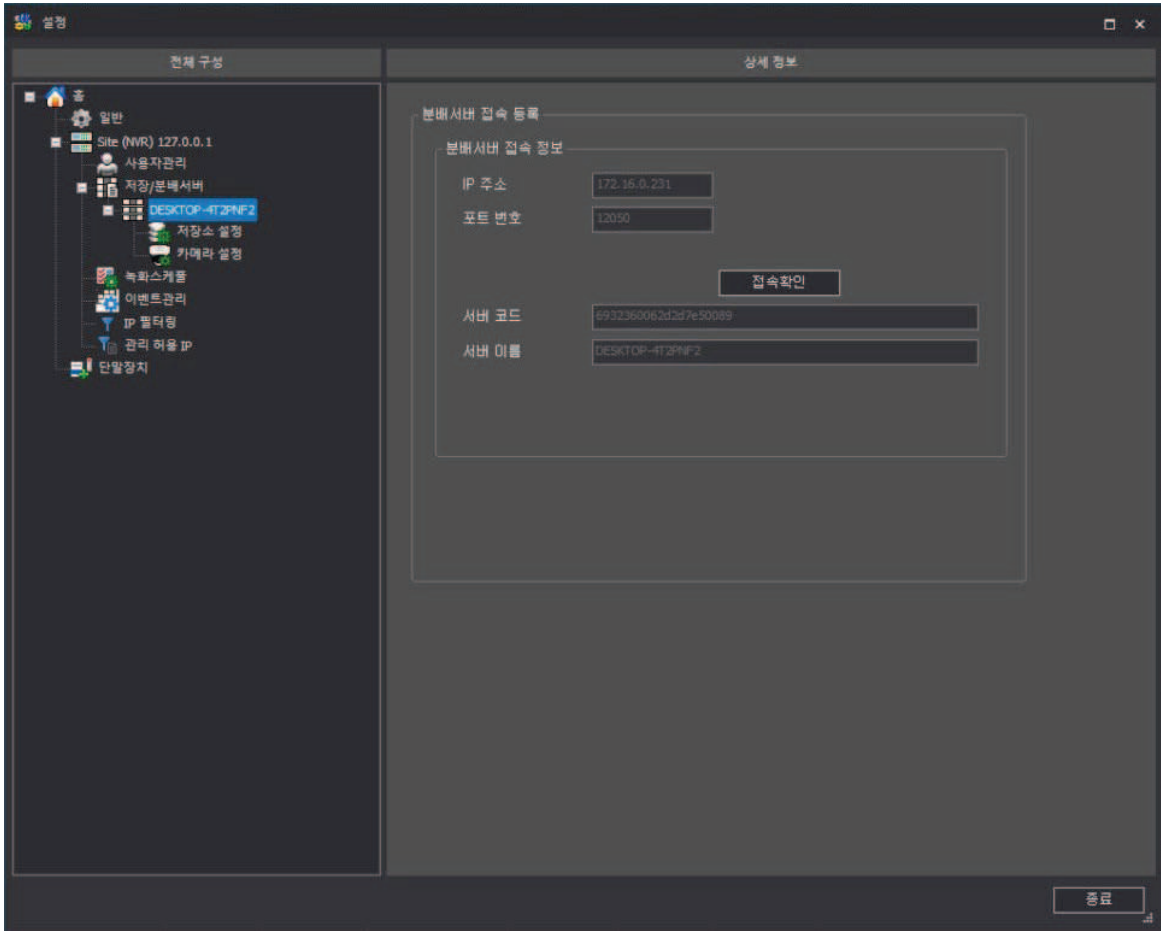 설정
전체 구성
상세 정보
홈
일반
Site (NVR) 127.0.0.1
사용자관리
저장/분배서버
DESKTOP-4T2PNF2
저장소 설정
카메라 설정
녹화스케쥴
이벤트관리
IP 필터링
관리 허용 IP
단말장치
분배서버 접속 등록
분배서버 접속 정보
IP 주소 172.16.0.231
포트 번호 12050
접속확인
서버 코드 6932360062d2d7e50089
서버 이름 DESKTOP-4T2PNF2
종료